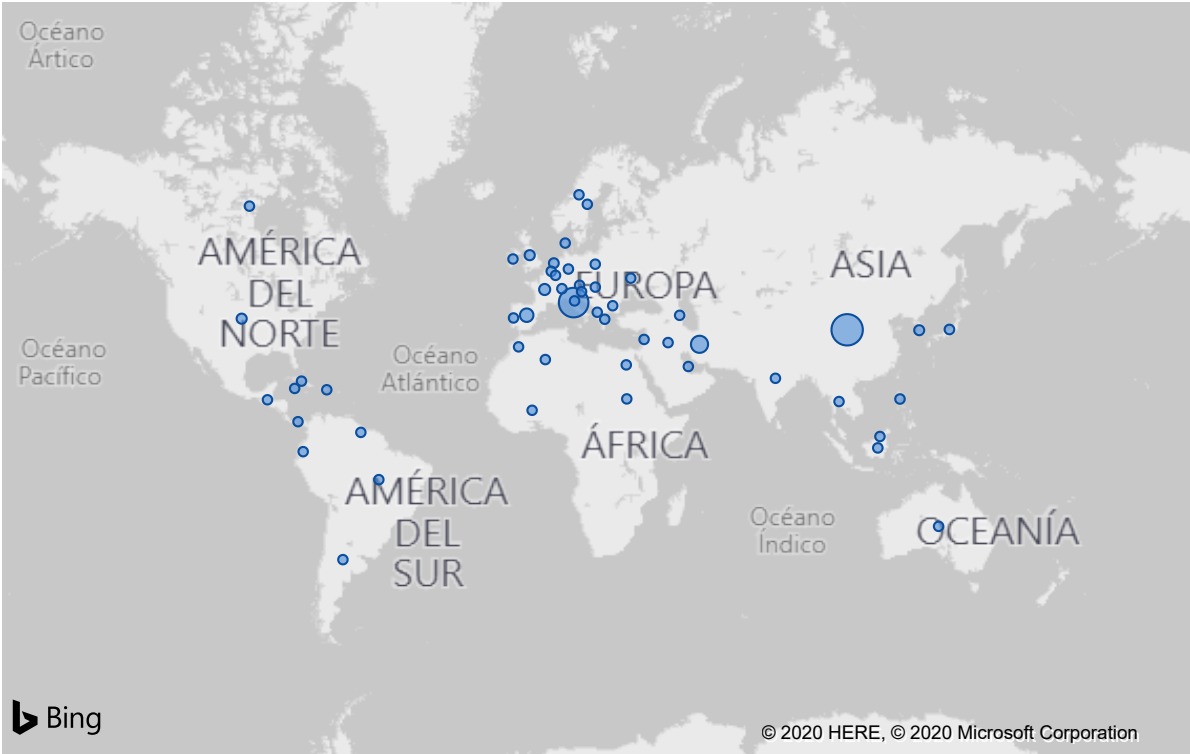 Océano
Ártico
AMÉRICA
DEL
NORTE
EUROPA
ASIA
Océano
Pacífico
Océano
Atlántico
ÁFRICA
AMÉRICA
DEL
SUR
Océano
Índico
OCEANÍA
Bing
© 2020 HERE, © 2020 Microsoft Corporation